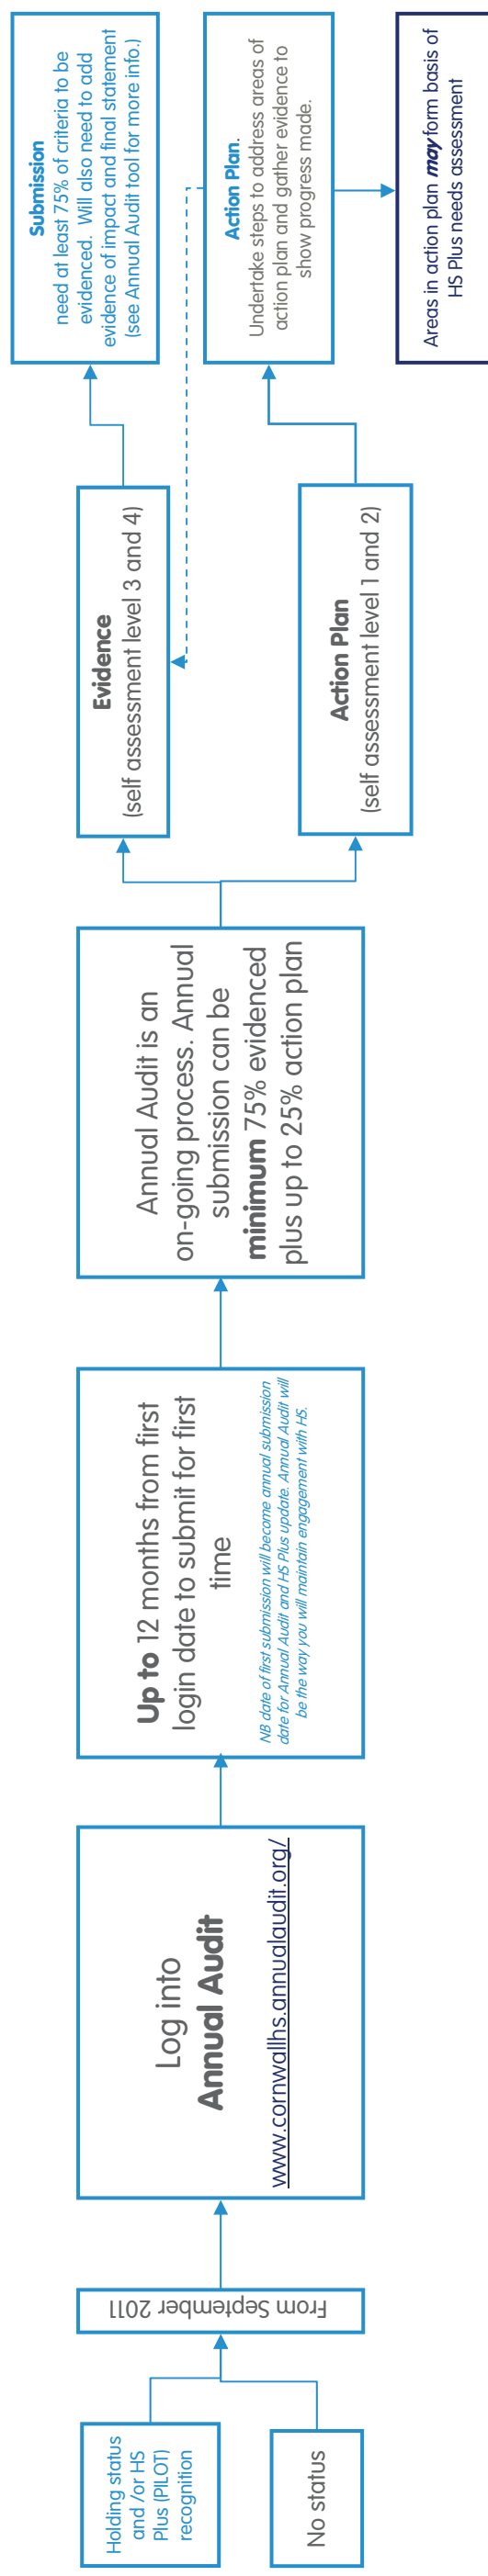 Holding status
and /or HS
Plus (PILOT)
recognition
No status
From September 2011
Log into
Annual Audit
www.cornwallhs.annualaudit.org/
Up to 12 months from first
login date to submit for first
time
NB date of first submission will become annual submission
date for Annual Audit and HS Plus update. Annual Audit will
be the way you will maintain engagement with HS.
Annual Audit is an
on-going process. Annual
submission can be
minimum 75% evidenced
plus up to 25% action plan
Evidence
(self assessment level 3 and 4)
Action Plan
(self assessment level 1 and 2)
Submission
need at least 75% of criteria to be
evidenced.  Will also need to add
evidence of impact and final statement
(see Annual Audit tool for more info.)
Action Plan.
Undertake steps to address areas of
action plan and gather evidence to
show progress made.
Areas in action plan may form basis of
HS Plus needs assessment